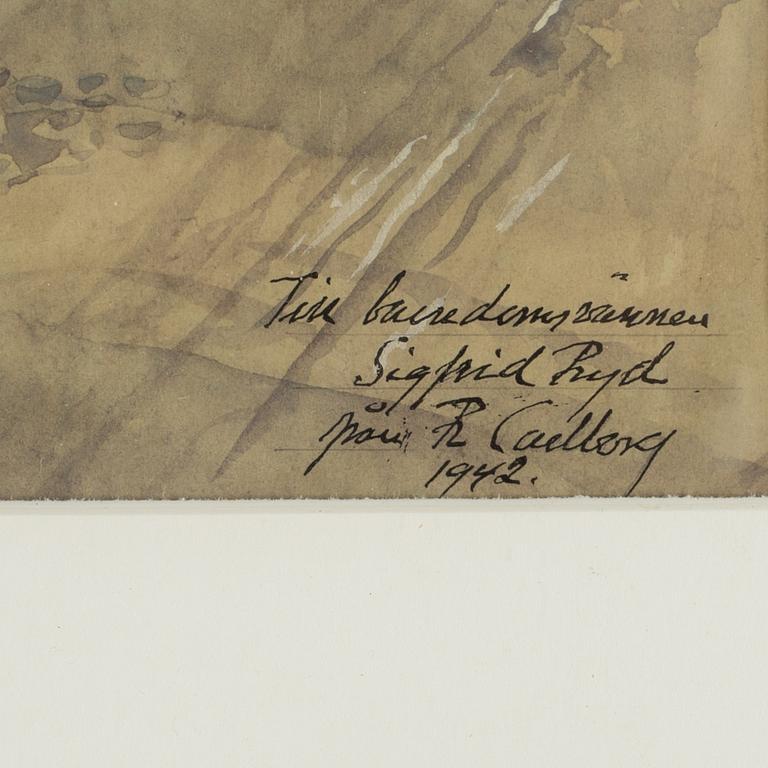 Till barndomsvännen
Sigfrid Ryd
från R Carlborg
1942.